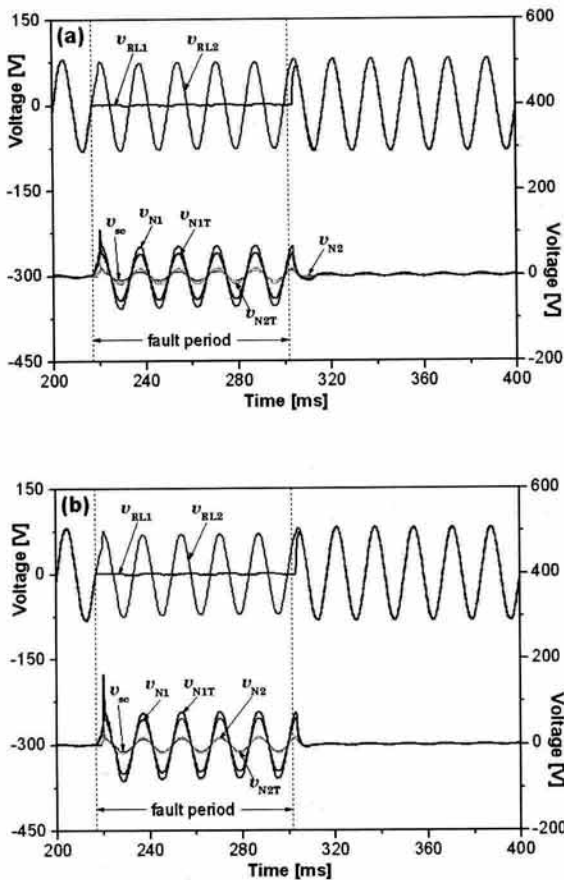 (a)
v_RL1
v_RL2
150
0
-150
-300
-450
Voltage [V]
600
400
200
0
-200
Voltage [V]
v_sc
v_N1
v_N1T
v_N2
v_N2T
fault period
200 240 280 320 360 400
Time [ms]
(b)
v_RL1
v_RL2
150
0
-150
-300
-450
Voltage [V]
600
400
200
0
-200
Voltage [V]
v_sc
v_N1
v_N1T
v_N2
v_N2T
fault period
200 240 280 320 360 400
Time [ms]